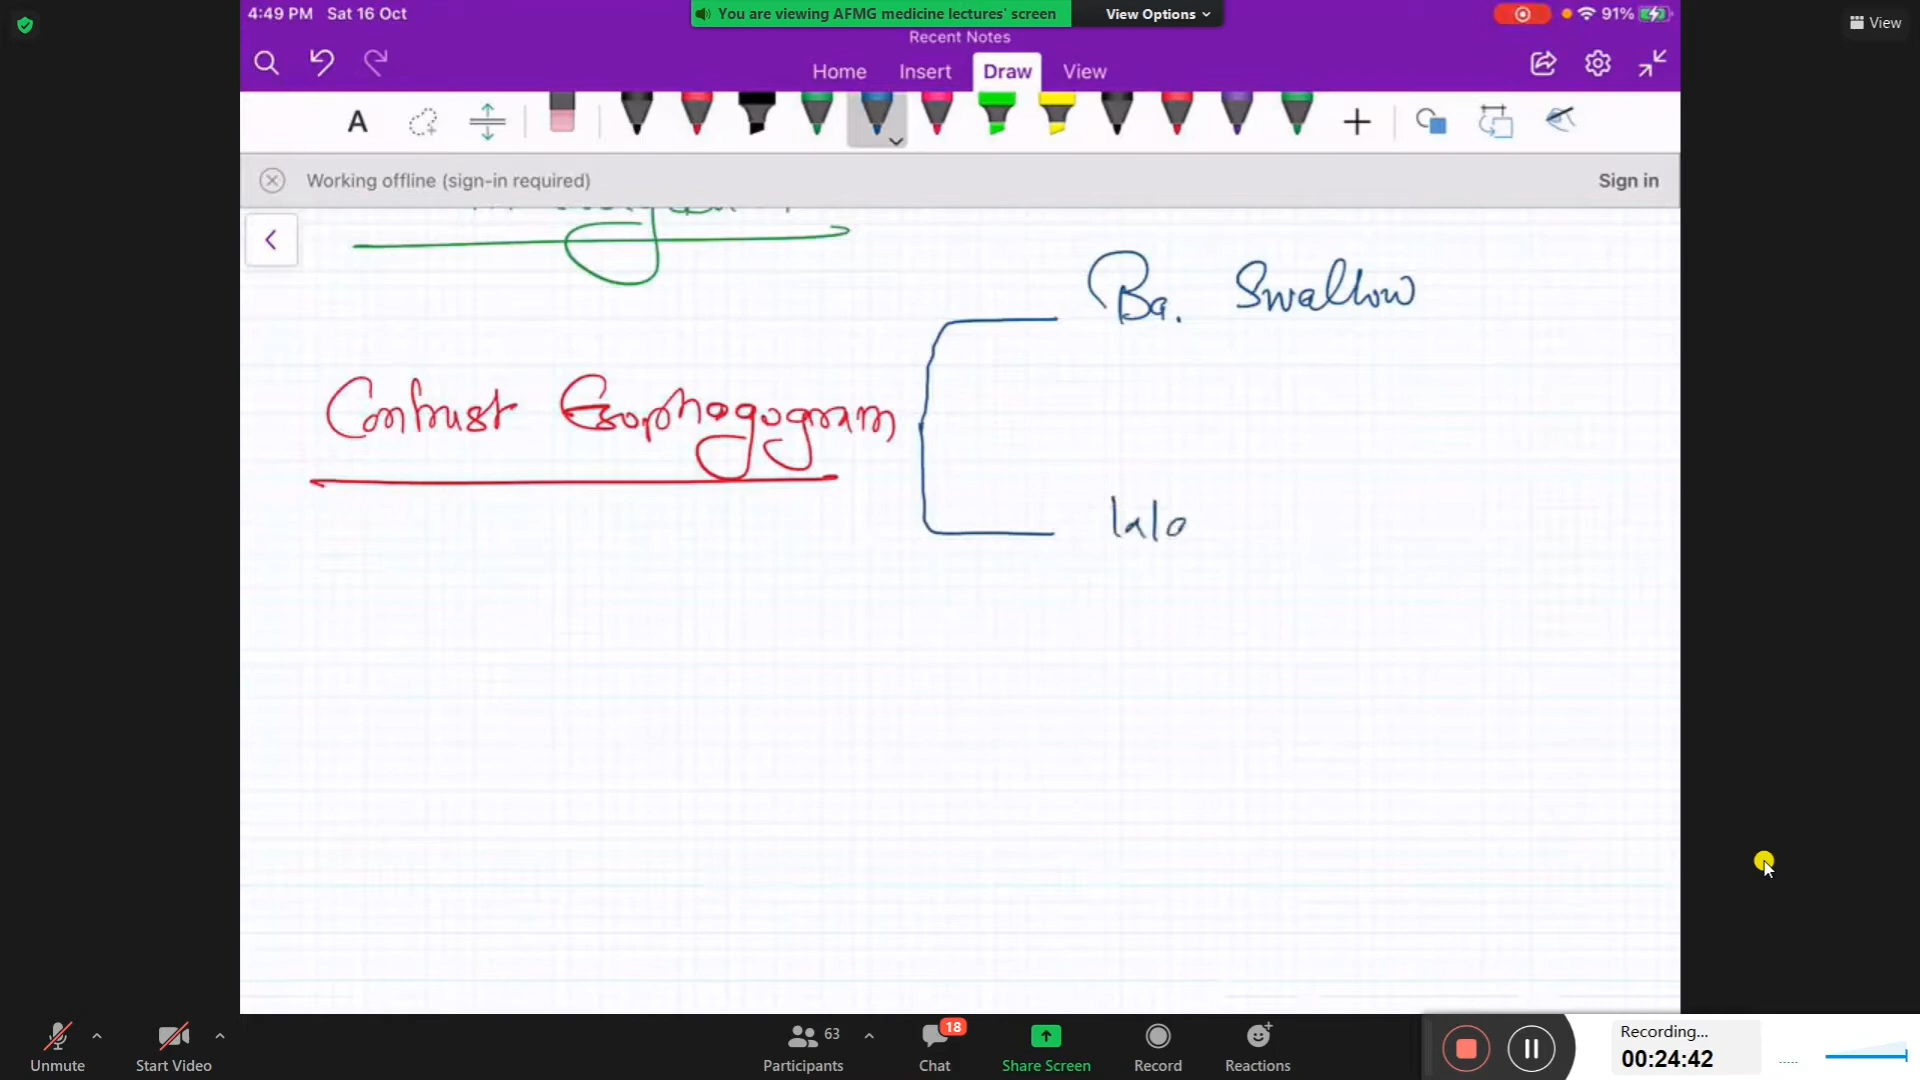 4:49 PM Sat 16 Oct
You are viewing AFMG medicine lectures' screen View Options
91%
View
Recent Notes
Home Insert Draw View
A
Working offline (sign-in required) Sign in
Ba. Swallow
Contrast Esophagogram
Unmute
Start Video
63
Participants
18
Chat
Share Screen
Record
Reactions
Recording...
00:24:42